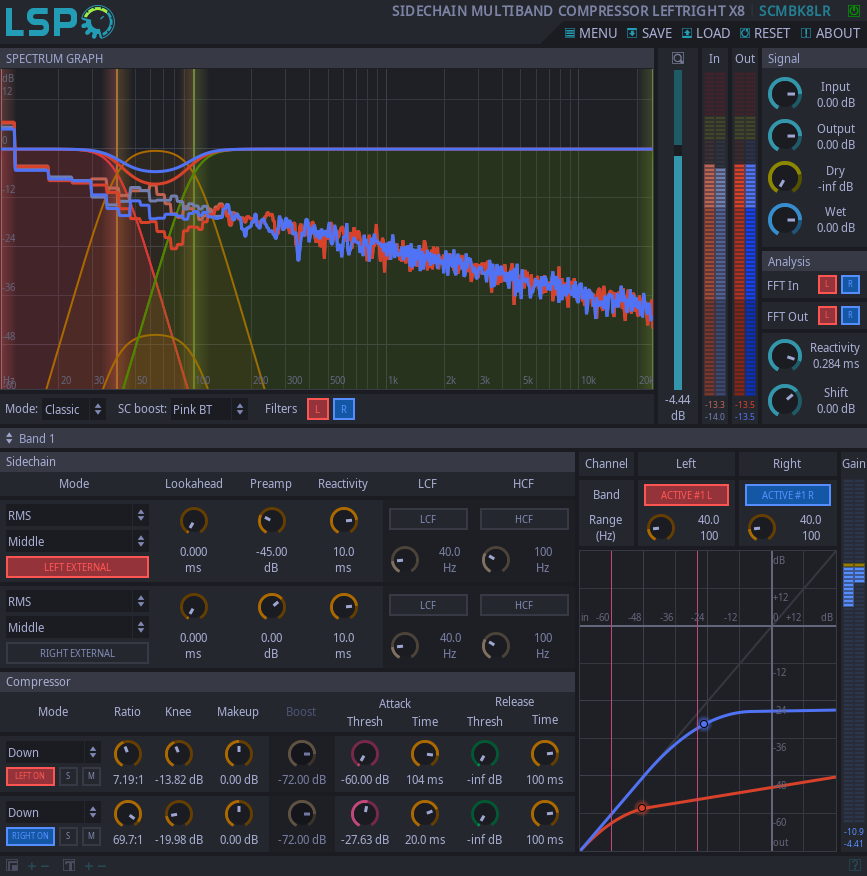 LSP
SIDECHAIN MULTIBAND COMPRESSOR LEFTRIGHT X8 SCMBK8LR
MENU SAVE LOAD RESET ABOUT
SPECTRUM GRAPH
dB
12
0
-12
-24
-36
-48
-60
Hz 20 30 50 100 200 300 500 1k 2k 3k 5k 10k 20k
Mode: Classic SC boost: Pink BT Filters L R
-4.44
dB
In Out
-13.3 -13.5
-14.0 -13.5
Signal
Input
0.00 dB
Output
0.00 dB
Dry
-inf dB
Wet
0.00 dB
Analysis
FFT In L R
FFT Out L R
Reactivity
0.284 ms
Shift
0.00 dB
Band 1
Sidechain
Mode Lookahead Preamp Reactivity LCF HCF
RMS
Middle
LEFT EXTERNAL
0.000 ms
-45.00 dB
10.0 ms
LCF HCF
40.0 Hz
100 Hz
RMS
Middle
RIGHT EXTERNAL
0.000 ms
0.00 dB
10.0 ms
LCF HCF
40.0 Hz
100 Hz
Compressor
Mode Ratio Knee Makeup Boost
Attack Release
Thresh Time Thresh Time
Down
LEFT ON S M
7.19:1 -13.82 dB 0.00 dB -72.00 dB -60.00 dB 104 ms -inf dB 100 ms
Down
RIGHT ON S M
69.7:1 -19.98 dB 0.00 dB -72.00 dB -27.63 dB 20.0 ms -inf dB 100 ms
Channel Left Right Gain
Band ACTIVE #1 L ACTIVE #1 R
Range
(Hz)
40.0
100
40.0
100
dB
+12
in -60 -48 -36 -24 -12 0 +12 dB
-12
-24
-36
-48
-60
out
-10.9
-4.41